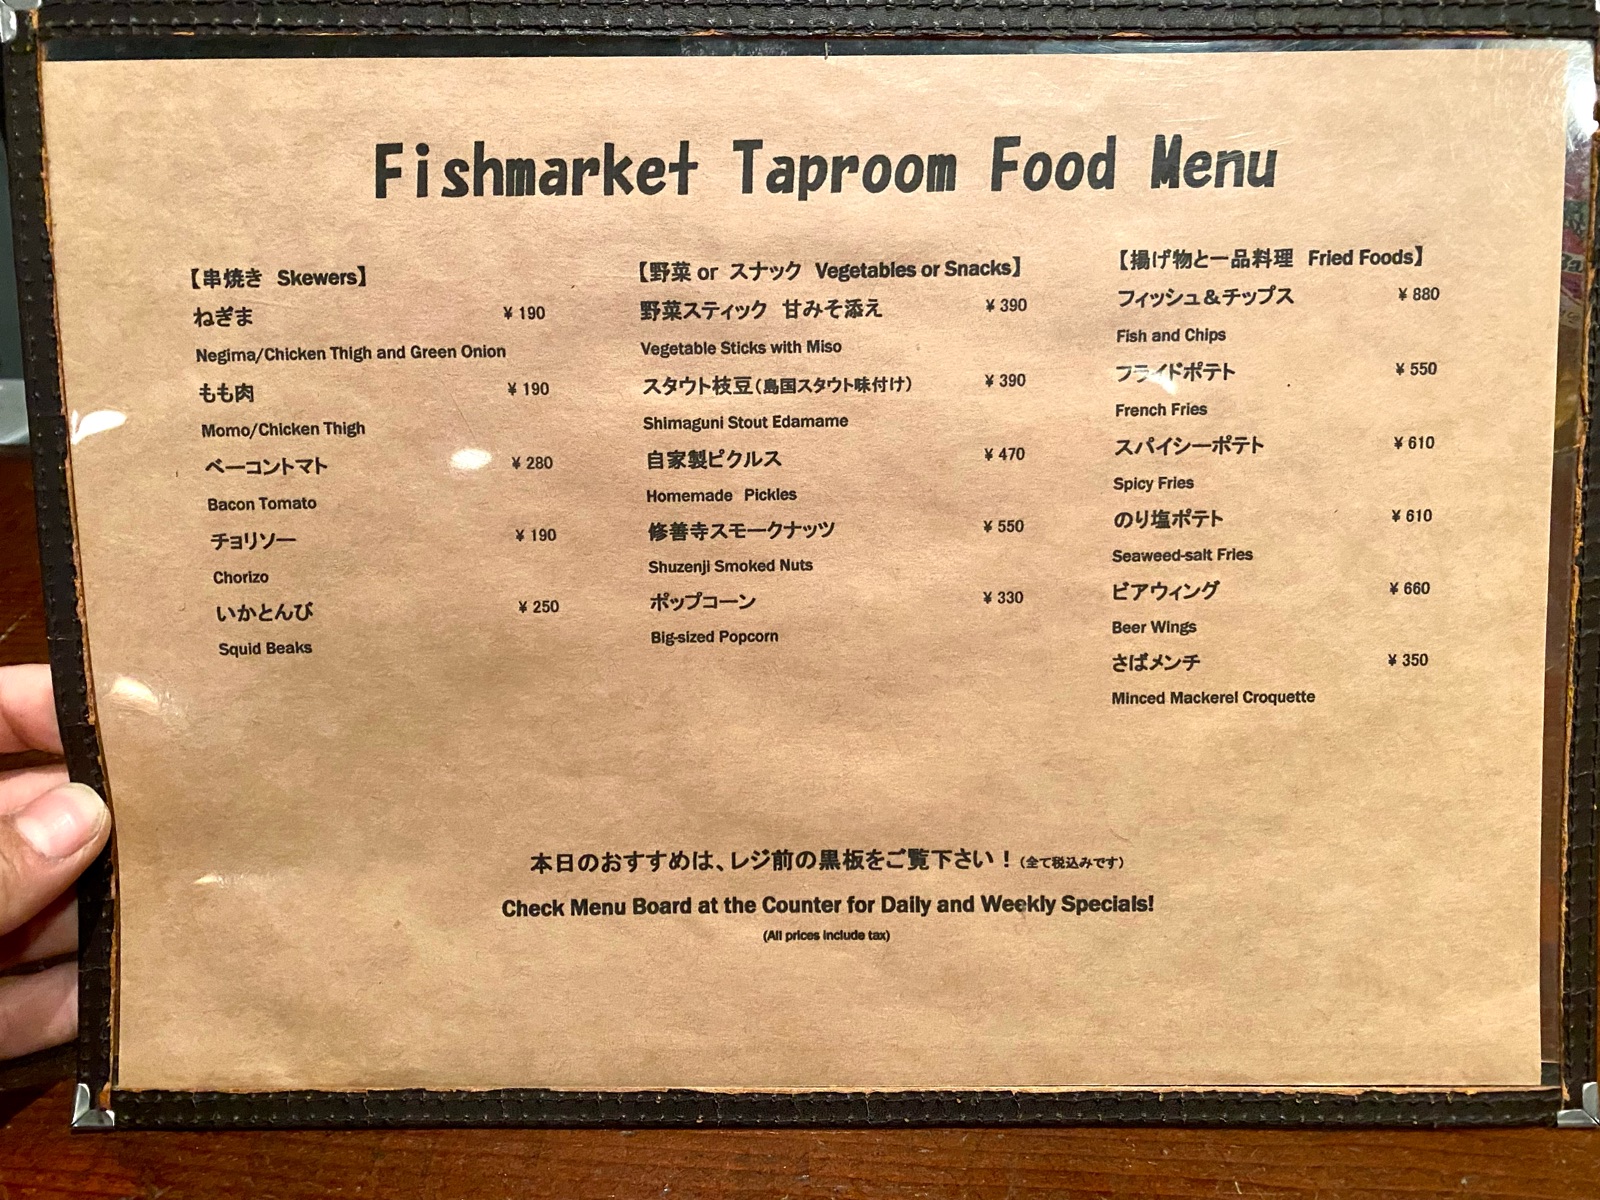 Fishmarket Taproom Food Menu
【串焼き Skewers】
ねぎま ¥ 190
Negima/Chicken Thigh and Green Onion
もも肉 ¥ 190
Momo/Chicken Thigh
ベーコントマト ¥ 280
Bacon Tomato
チョリソー ¥ 190
Chorizo
いかとんび ¥ 250
Squid Beaks
【野菜 or スナック Vegetables or Snacks】
野菜スティック 甘みそ添え ¥ 390
Vegetable Sticks with Miso
スタウト枝豆(島国スタウト味付け) ¥ 390
Shimaguni Stout Edamame
自家製ピクルス ¥ 470
Homemade Pickles
修善寺スモークナッツ ¥ 550
Shuzenji Smoked Nuts
ポップコーン ¥ 330
Big-sized Popcorn
【揚げ物と一品料理 Fried Foods】
フィッシュ&チップス ¥ 880
Fish and Chips
フライドポテト ¥ 550
French Fries
スパイシーポテト ¥ 610
Spicy Fries
のり塩ポテト ¥ 610
Seaweed-salt Fries
ビアウィング ¥ 660
Beer Wings
さばメンチ ¥ 350
Minced Mackerel Croquette
本日のおすすめは、レジ前の黒板をご覧下さい！(全て税込みです)
Check Menu Board at the Counter for Daily and Weekly Specials!
(All prices include tax)